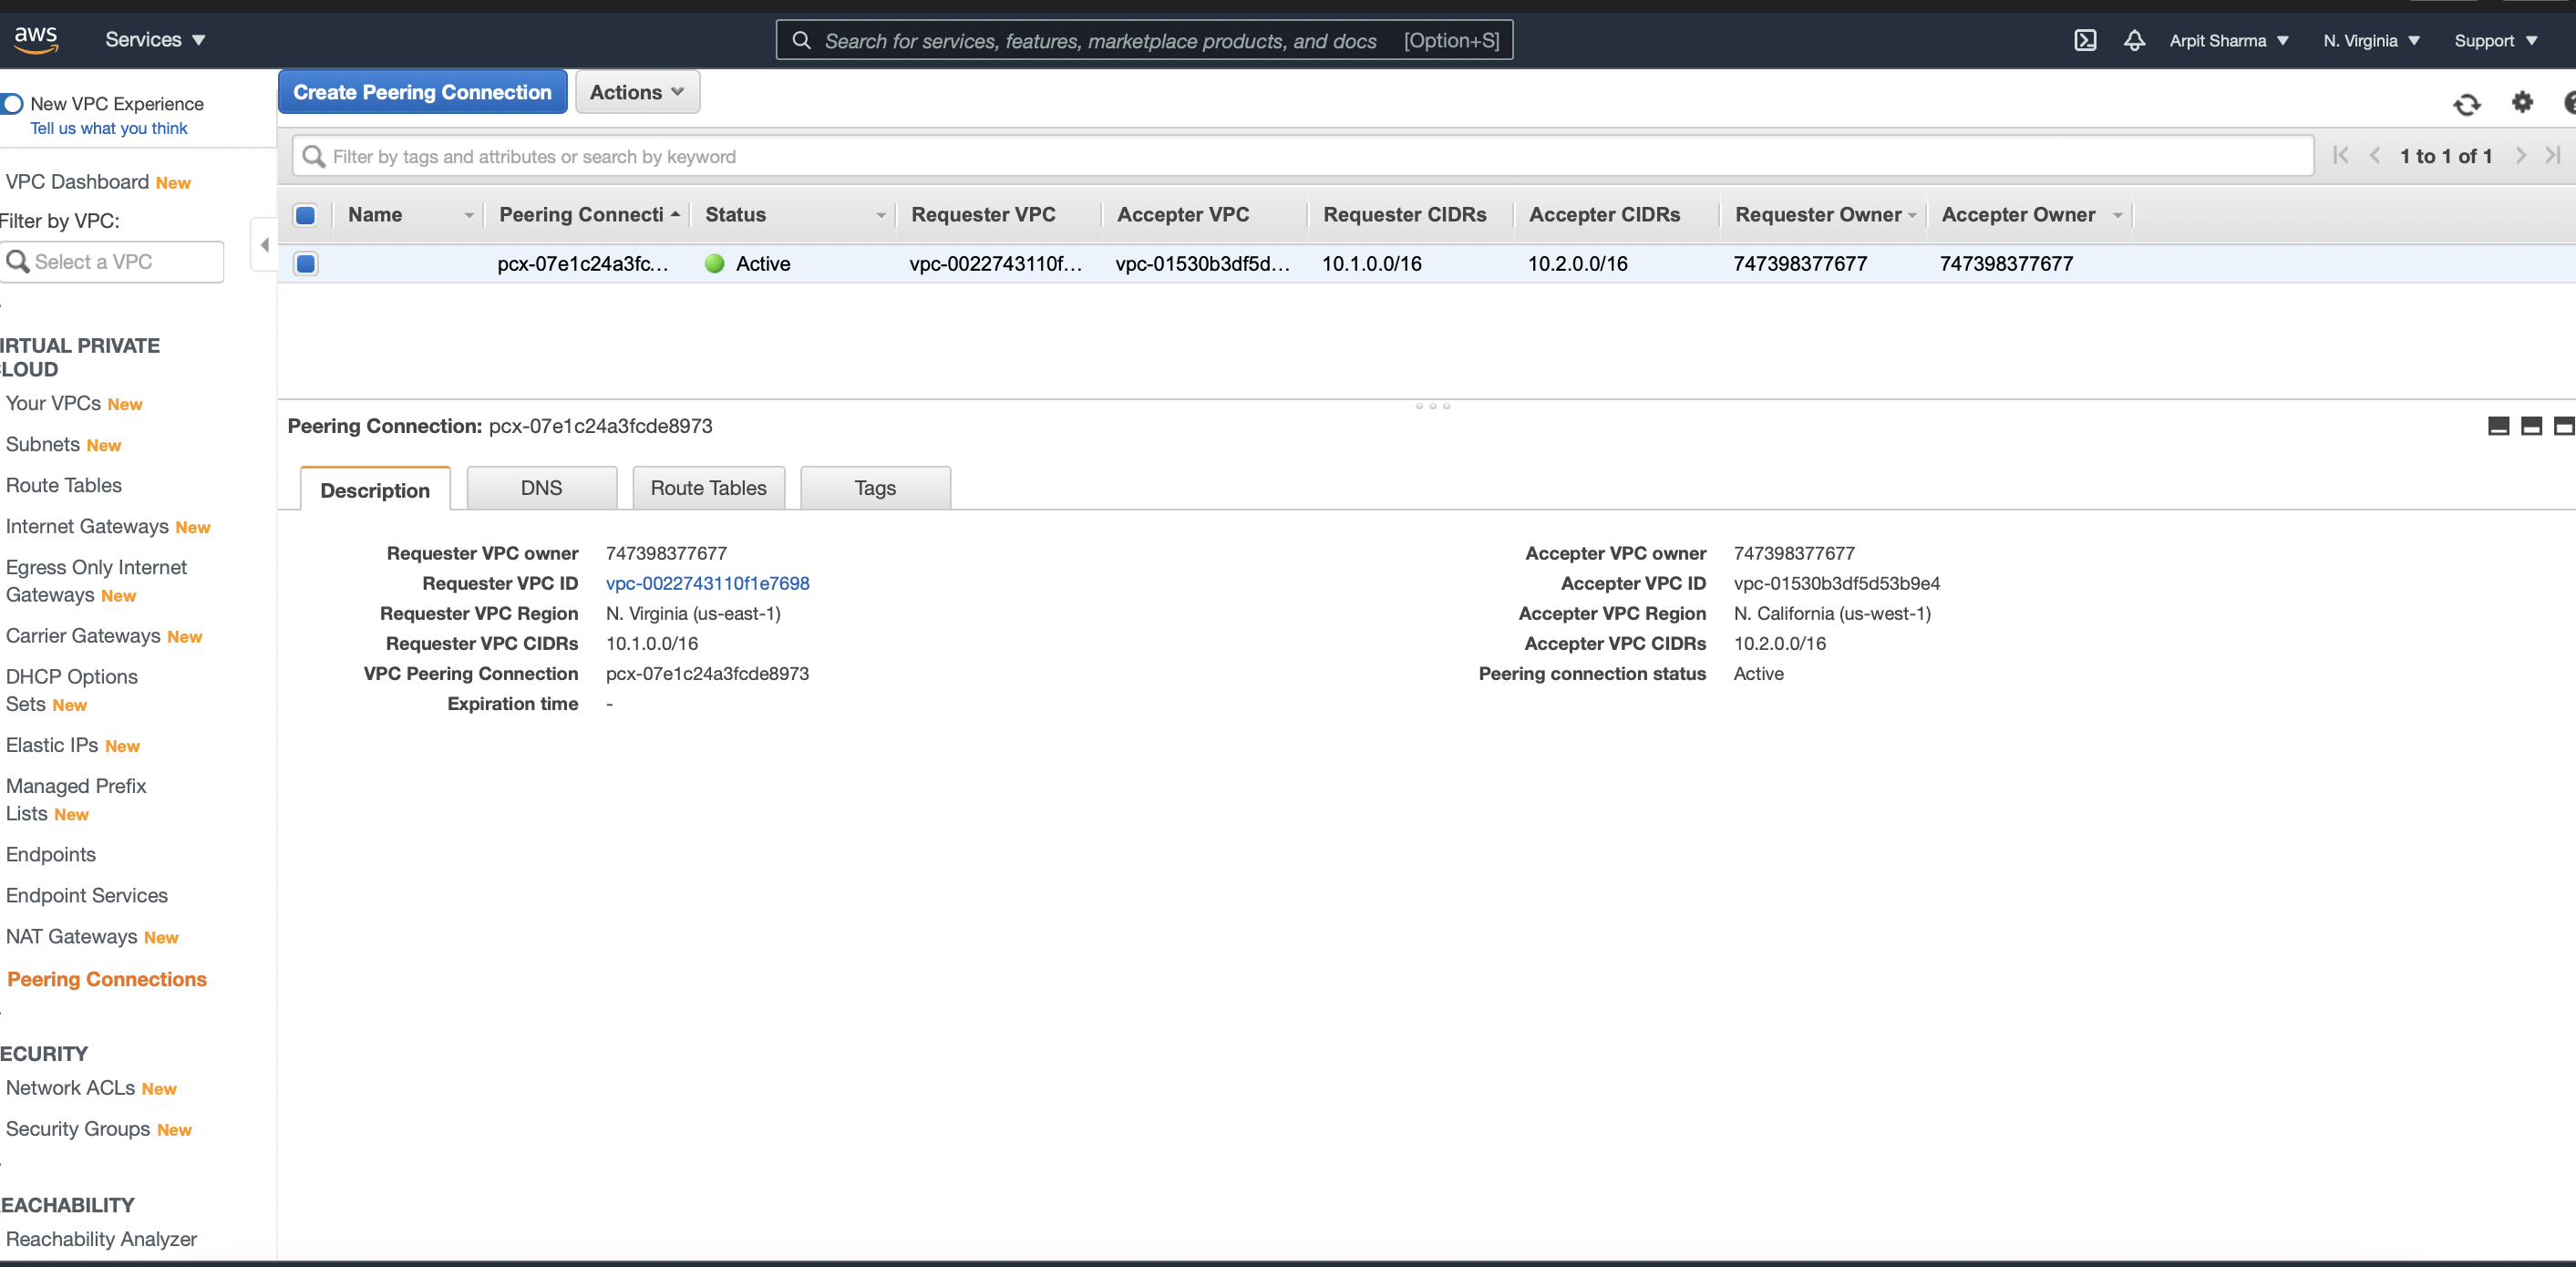 aws
Services
Search for services, features, marketplace products, and docs [Option+S]
Arpit Sharma
N. Virginia
Support
New VPC Experience
Tell us what you think
VPC Dashboard New
Filter by VPC:
Select a VPC
IRTUAL PRIVATE
LOUD
Your VPCs New
Subnets New
Route Tables
Internet Gateways New
Egress Only Internet
Gateways New
Carrier Gateways New
DHCP Options
Sets New
Elastic IPs New
Managed Prefix
Lists New
Endpoints
Endpoint Services
NAT Gateways New
Peering Connections
ECURITY
Network ACLs New
Security Groups New
EACHABILITY
Reachability Analyzer
Create Peering Connection
Actions
Filter by tags and attributes or search by keyword
1 to 1 of 1
Name Peering Connecti Status Requester VPC Accepter VPC Requester CIDRs Accepter CIDRs Requester Owner Accepter Owner
pcx-07e1c24a3fc... Active vpc-0022743110f... vpc-01530b3df5d... 10.1.0.0/16 10.2.0.0/16 747398377677 747398377677
Peering Connection: pcx-07e1c24a3fcde8973
Description DNS Route Tables Tags
Requester VPC owner 747398377677
Requester VPC ID vpc-0022743110f1e7698
Requester VPC Region N. Virginia (us-east-1)
Requester VPC CIDRs 10.1.0.0/16
VPC Peering Connection pcx-07e1c24a3fcde8973
Expiration time -
Accepter VPC owner 747398377677
Accepter VPC ID vpc-01530b3df5d53b9e4
Accepter VPC Region N. California (us-west-1)
Accepter VPC CIDRs 10.2.0.0/16
Peering connection status Active